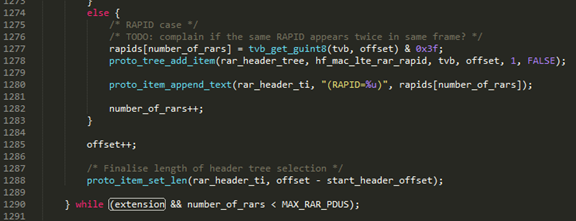 1273 }
1274 else {
1275 /* RAPID case */
1276 /* TODO: complain if the same RAPID appears twice in same frame? */
1277 rapids[number_of_rars] = tvb_get_guint8(tvb, offset) & 0x3f;
1278 proto_tree_add_item(rar_header_tree, hf_mac_lte_rar_rapid, tvb, offset, 1, FALSE);
1279
1280 proto_item_append_text(rar_header_ti, "(RAPID=%u)", rapids[number_of_rars]);
1281
1282 number_of_rars++;
1283 }
1284
1285 offset++;
1286
1287 /* Finalise length of header tree selection */
1288 proto_item_set_len(rar_header_ti, offset - start_header_offset);
1289
1290 } while (extension && number_of_rars < MAX_RAR_PDUS);
1291